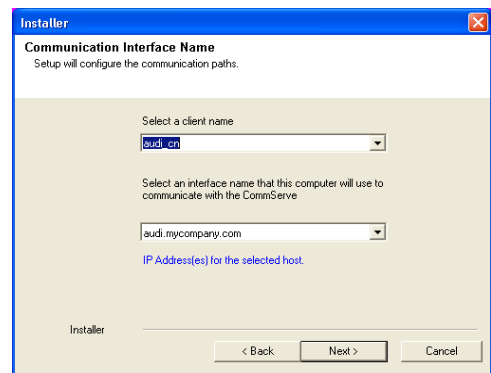 Installer
Communication Interface Name
Setup will configure the communication paths.
Select a client name
audi_cn
Select an interface name that this computer will use to
communicate with the CommServe
audi.mycompany.com
IP Address(es) for the selected host.
Installer
< Back
Next >
Cancel